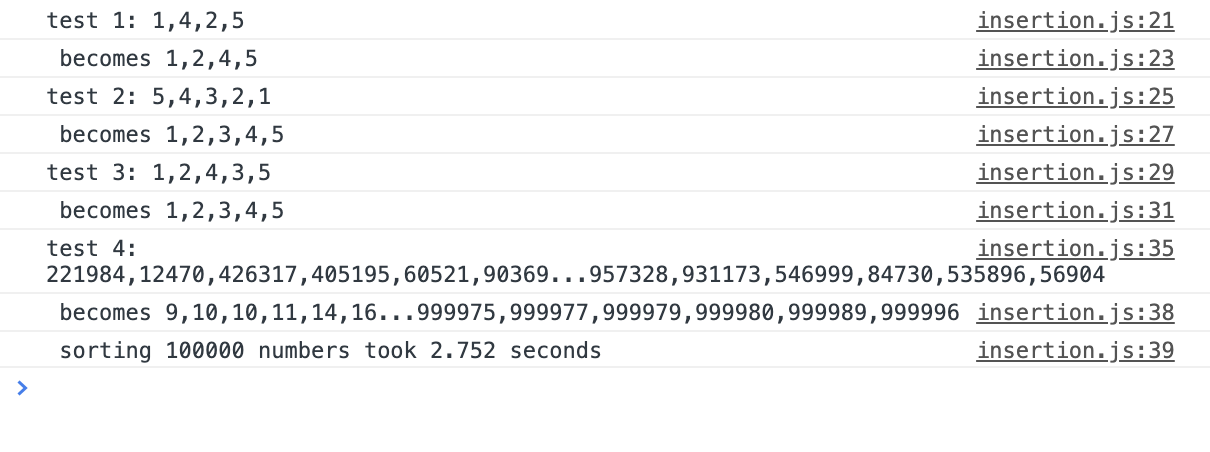 test 1: 1,4,2,5 insertion.js:21
becomes 1,2,4,5 insertion.js:23
test 2: 5,4,3,2,1 insertion.js:25
becomes 1,2,3,4,5 insertion.js:27
test 3: 1,2,4,3,5 insertion.js:29
becomes 1,2,3,4,5 insertion.js:31
test 4: insertion.js:35
221984,12470,426317,405195,60521,90369...957328,931173,546999,84730,535896,56904
becomes 9,10,10,11,14,16...999975,999977,999979,999980,999989,999996 insertion.js:38
sorting 100000 numbers took 2.752 seconds insertion.js:39
>